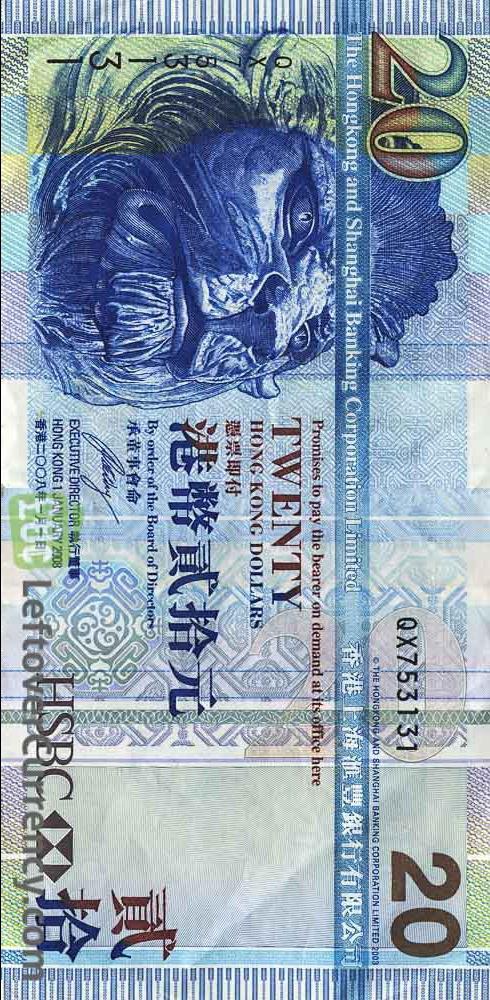 20
The Hongkong and Shanghai Banking Corporation Limited 香港上海滙豐銀行有限公司
© THE HONGKONG AND SHANGHAI BANKING CORPORATION LIMITED 2003
QX753131
20
QX753131
Promises to pay the bearer on demand at its office here
TWENTY
HONG KONG DOLLARS
憑票即付
港幣貳拾元
By order of the Board of Directors
承董事會命
EXECUTIVE DIRECTOR 執行董事
HONG KONG 1 JANUARY 2008
香港二〇〇八年一月一日
20
HSBC
貳拾
Leftovercurrency.com